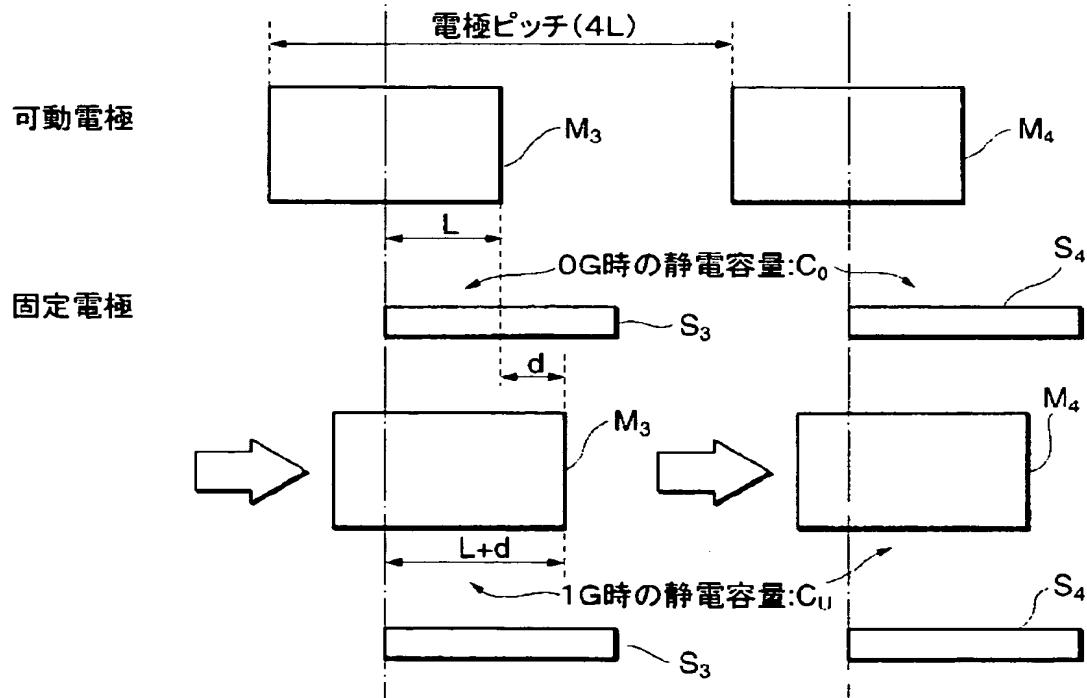 電極ピッチ(4L)
可動電極
M₃
M₄
L
0G時の静電容量:C₀
S₄
固定電極
S₃
d
M₃
M₄
L+d
1G時の静電容量:Cᵤ
S₄
S₃